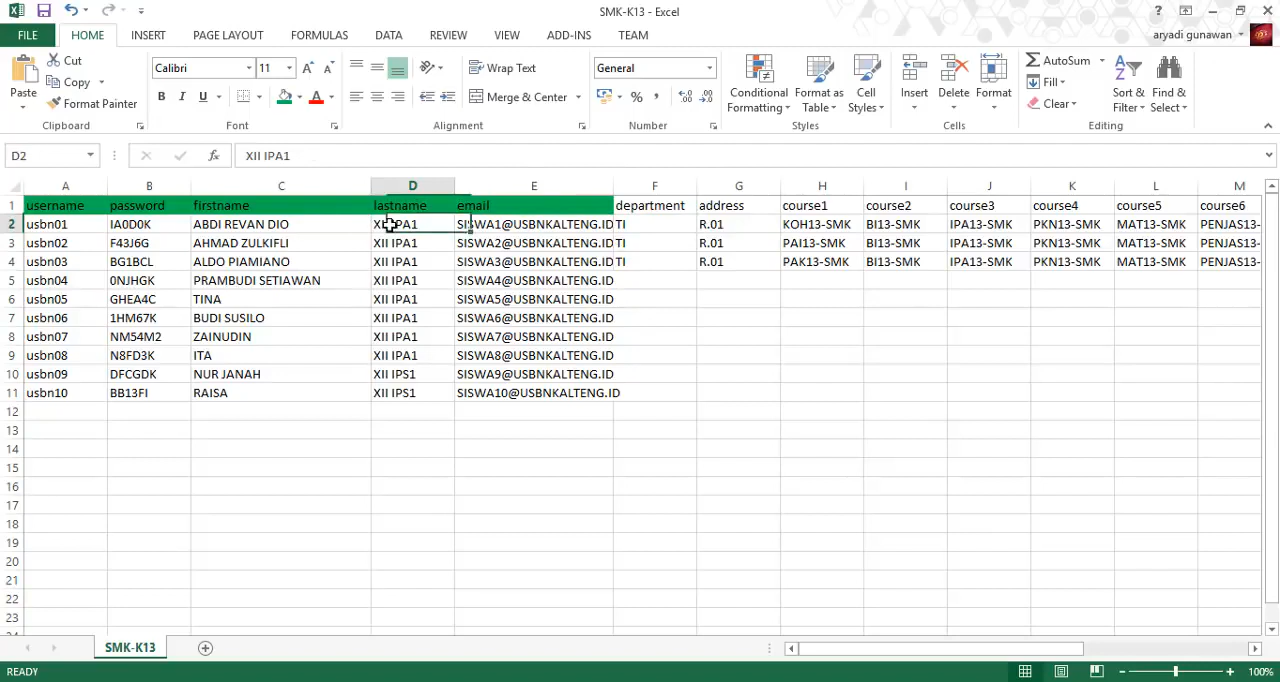 SMK-K13 - Excel
FILE HOME INSERT PAGE LAYOUT FORMULAS DATA REVIEW VIEW ADD-INS TEAM aryadi gunawan
Paste Cut Copy Format Painter Clipboard
Calibri 11 B I U A Font
Wrap Text Merge & Center Alignment
General % Number
Conditional Formatting Format as Table Cell Styles Styles
Insert Delete Format Cells
AutoSum Fill Clear Sort & Filter Find & Select Editing
D2 fx XII IPA1
A B C D E F G H I J K L M
1 username password firstname lastname email department address course1 course2 course3 course4 course5 course6
2 usbn01 IA0D0K ABDI REVAN DIO XII IPA1 SISWA1@USBNKALTENG.ID TI R.01 KOH13-SMK BI13-SMK IPA13-SMK PKN13-SMK MAT13-SMK PENJAS13-
3 usbn02 F43J6G AHMAD ZULKIFLI XII IPA1 SISWA2@USBNKALTENG.ID TI R.01 PAI13-SMK BI13-SMK IPA13-SMK PKN13-SMK MAT13-SMK PENJAS13-
4 usbn03 BG1BCL ALDO PIAMIANO XII IPA1 SISWA3@USBNKALTENG.ID TI R.01 PAK13-SMK BI13-SMK IPA13-SMK PKN13-SMK MAT13-SMK PENJAS13-
5 usbn04 0NJHGK PRAMBUDI SETIAWAN XII IPA1 SISWA4@USBNKALTENG.ID
6 usbn05 GHEA4C TINA XII IPA1 SISWA5@USBNKALTENG.ID
7 usbn06 1HM67K BUDI SUSILO XII IPA1 SISWA6@USBNKALTENG.ID
8 usbn07 NM54M2 ZAINUDIN XII IPA1 SISWA7@USBNKALTENG.ID
9 usbn08 N8FD3K ITA XII IPA1 SISWA8@USBNKALTENG.ID
10 usbn09 DFCGDK NUR JANAH XII IPS1 SISWA9@USBNKALTENG.ID
11 usbn10 BB13FI RAISA XII IPS1 SISWA10@USBNKALTENG.ID
12
13
14
15
16
17
18
19
20
21
22
23
SMK-K13
READY 100%